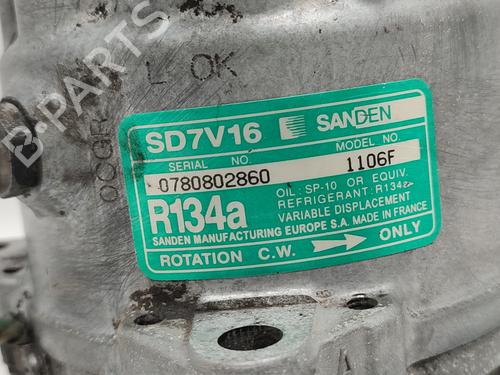 L OK
OCGR
SD7V16 SANDEN
SERIAL NO. MODEL NO.
0780802860 1106F
R134a
OIL: SP-10 OR EQUIV.
REFRIGERANT: R134a
VARIABLE DISPLACEMENT
SANDEN MANUFACTURING EUROPE S.A. MADE IN FRANCE
ROTATION C.W. ONLY
B-PARTS